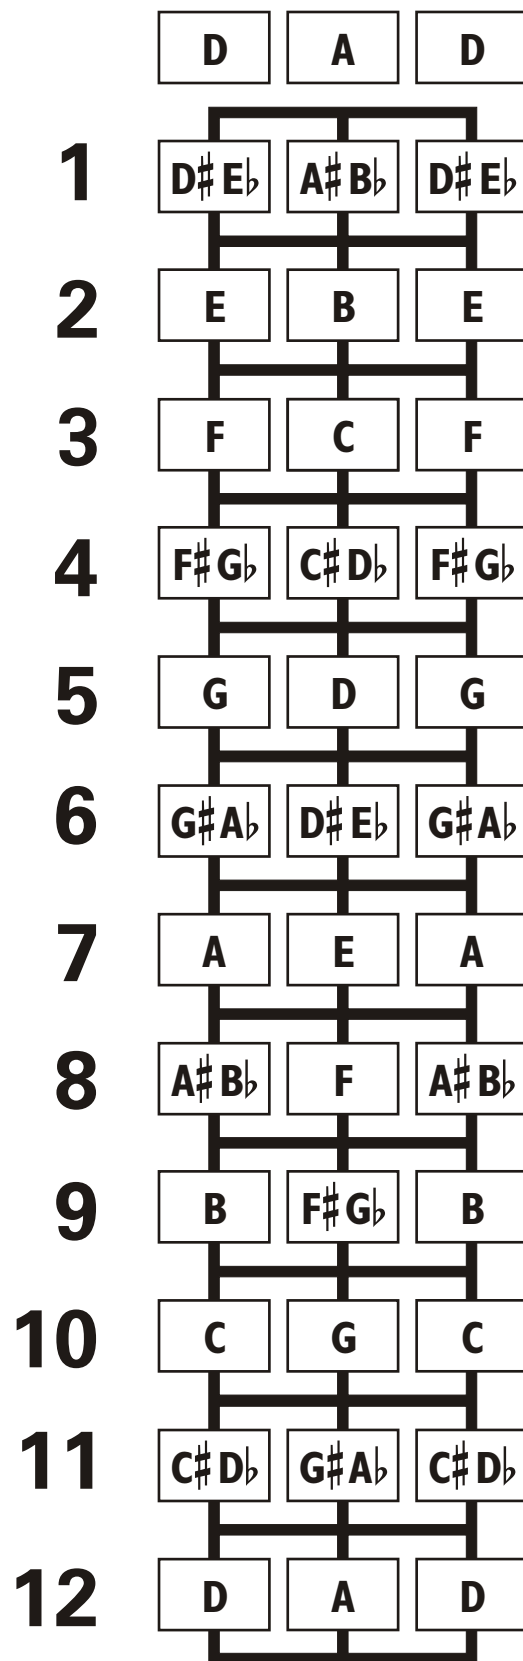 D A D
1 D♯E♭ A♯B♭ D♯E♭
2 E B E
3 F C F
4 F♯G♭ C♯D♭ F♯G♭
5 G D G
6 G♯A♭ D♯E♭ G♯A♭
7 A E A
8 A♯B♭ F A♯B♭
9 B F♯G♭ B
10 C G C
11 C♯D♭ G♯A♭ C♯D♭
12 D A D